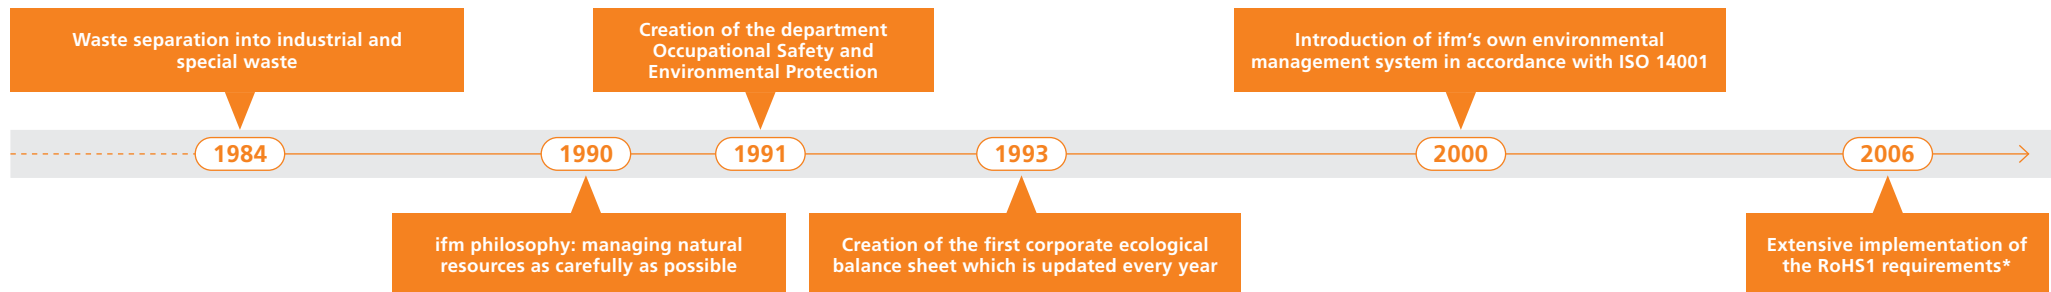 Waste separation into industrial and
special waste
Creation of the department
Occupational Safety and
Environmental Protection
Introduction of ifm‘s own environmental
management system in accordance with ISO 14001
1984
1990
1991
1993
2000
2006
ifm philosophy: managing natural
resources as carefully as possible
Creation of the first corporate ecological
balance sheet which is updated every year
Extensive implementation of
the RoHS1 requirements*